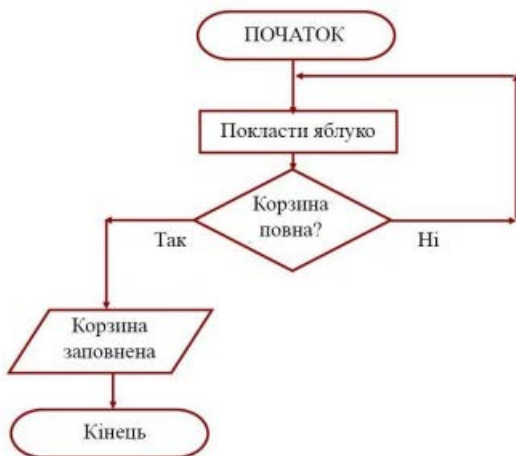 ПОЧАТОК
Покласти яблуко
Корзина
повна?
Так
Ні
Корзина
заповнена
Кінець